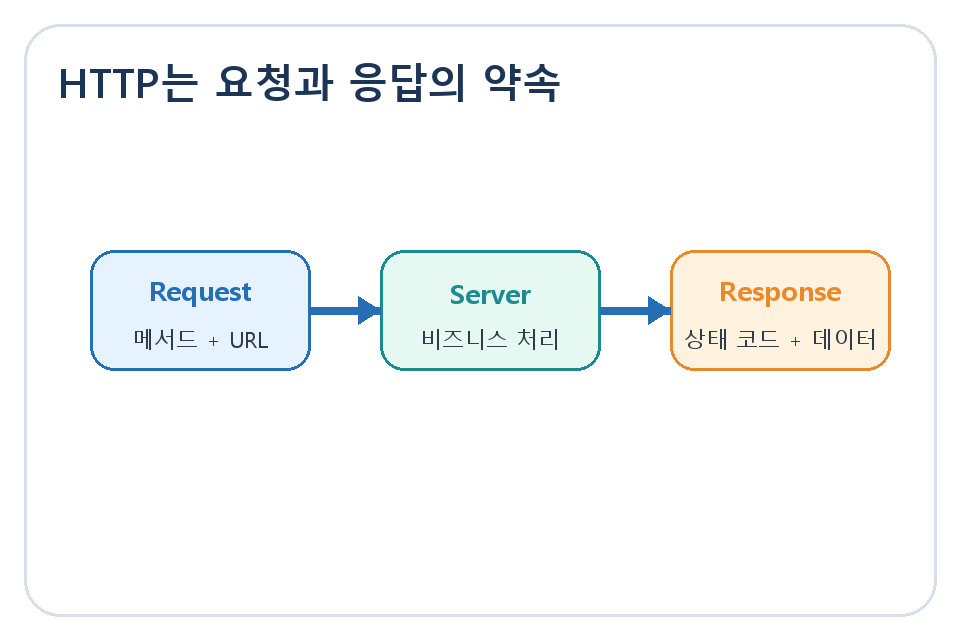 HTTP는 요청과 응답의 약속
Request
메서드 + URL
Server
비즈니스 처리
Response
상태 코드 + 데이터